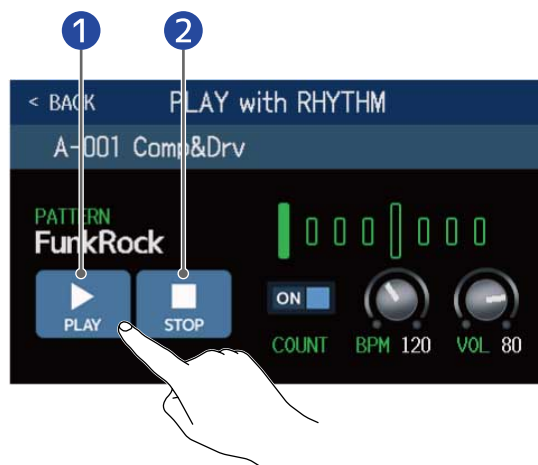 1 2
< BACK PLAY with RHYTHM
A-001 Comp&Drv
PATTERN
FunkRock
ON
PLAY STOP
COUNT BPM 120 VOL 80